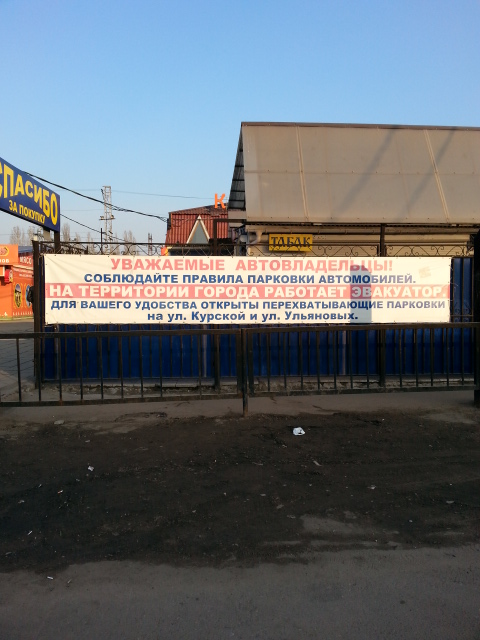 СПАСИБО
ЗА ПОКУПКУ
ТАБАК
УВАЖАЕМЫЕ АВТОВЛАДЕЛЬЦЫ!
СОБЛЮДАЙТЕ ПРАВИЛА ПАРКОВКИ АВТОМОБИЛЕЙ.
НА ТЕРРИТОРИИ ГОРОДА РАБОТАЕТ ЭВАКУАТОР.
ДЛЯ ВАШЕГО УДОБСТВА ОТКРЫТЫ ПЕРЕХВАТЫВАЮЩИЕ ПАРКОВКИ
на ул. Курской и ул. Ульяновых.